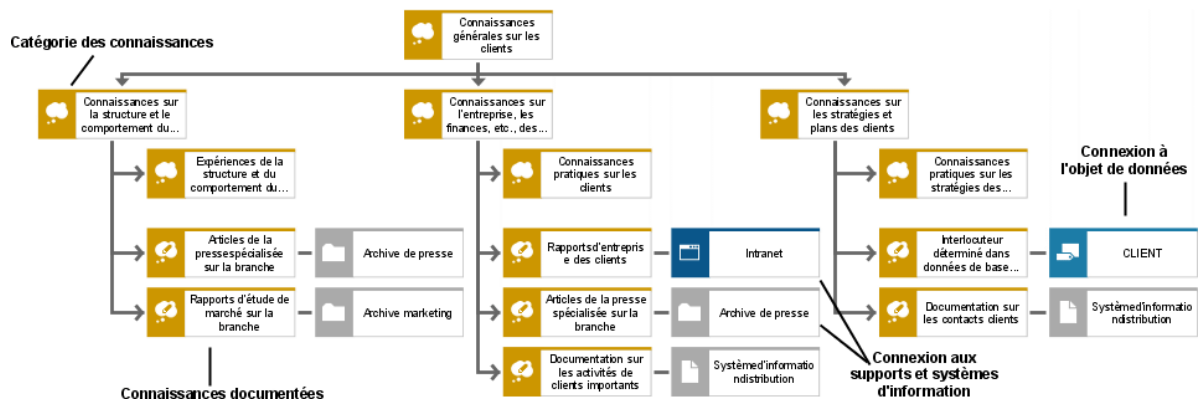 Connaissances
générales sur les
clients
Catégorie des connaissances
Connaissances sur
la structure et le
comportement du...
Connaissances sur
l'entreprise, les
finances, etc., des...
Connaissances sur
les stratégies et
plans des clients
Expériences de la
structure et du
comportement du...
Connaissances
pratiques sur les
clients
Connaissances
pratiques sur les
stratégies des...
Connexion à
l'objet de données
Articles de la
pressespécialisée
sur la branche
Archive de presse
Rapports d'entrepris
e des clients
Intranet
Interlocuteur
déterminé dans
données de base...
CLIENT
Rapports d'étude de
marché sur la
branche
Archive marketing
Articles de la presse
spécialisée sur la
branche
Archive de presse
Documentation sur
les contacts clients
Systèmed'informatio
ndistribution
Documentation sur
les activités de
clients importants
Systèmed'informatio
ndistribution
Connexion aux
supports et systèmes
d'information
Connaissances documentées